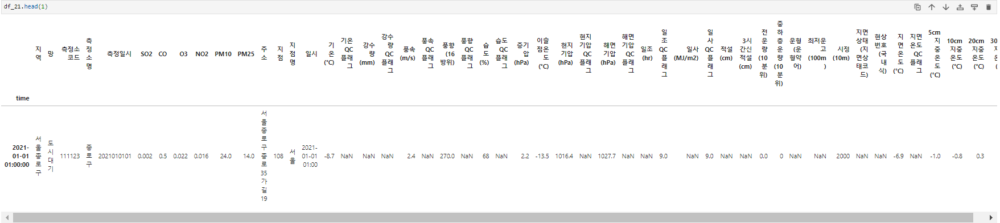 df_21.head(1)
지역 망 측정소코드 측정소명 측정일시 SO2 CO O3 NO2 PM10 PM25 주소 지점 지점명 일시 기온(°C) 기온QC플래그 강수량(mm) 강수량QC플래그 풍속(m/s) 풍속QC플래그 풍향(16방위) 풍향QC플래그 습도(%) 습도QC플래그 증기압(hPa) 이슬점온도(°C) 현지기압(hPa) 현지기압QC플래그 해면기압(hPa) 해면기압QC플래그 일조(hr) 일조QC플래그 일사(MJ/m2) 일사QC플래그 적설(cm) 3시간신적설(cm) 전운량(10분위) 중하층운량(10분위) 운형(운형약어) 최저운고(100m) 시정(10m) 지면상태(지면상태코드) 현상번호(국내식) 지면온도(°C) 지면온도QC플래그 5cm지중온도(°C) 10cm지중온도(°C) 20cm지중온도(°C)
time
2021-01-01 01:00:00 서울종로구 도시대기 111123 종로구 2021010101 0.002 0.5 0.022 0.016 24.0 14.0 서울종로구종로35가길19 108 서울 2021-01-01 01:00 -8.7 NaN NaN NaN 2.4 NaN 270.0 NaN 68 NaN 2.2 -13.5 1016.4 NaN 1027.7 NaN NaN 9.0 NaN 9.0 NaN NaN 0.0 0 NaN NaN 2000 NaN NaN -6.9 NaN -1.0 -0.8 0.3